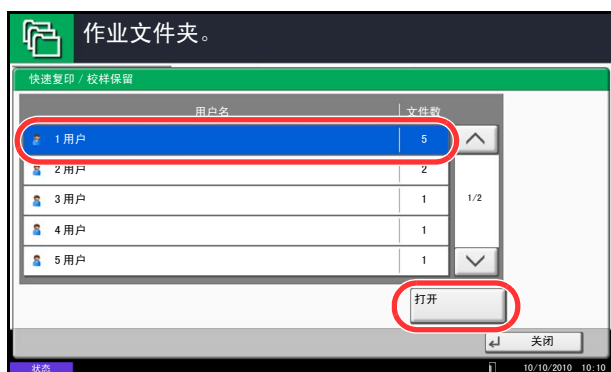 作业文件夹。
快速复印 / 校样保留
用户名 文件数
1 用户 5
2 用户 2
3 用户 1
1/2
4 用户 1
5 用户 1
打开
关闭
状态 10/10/2010 10:10